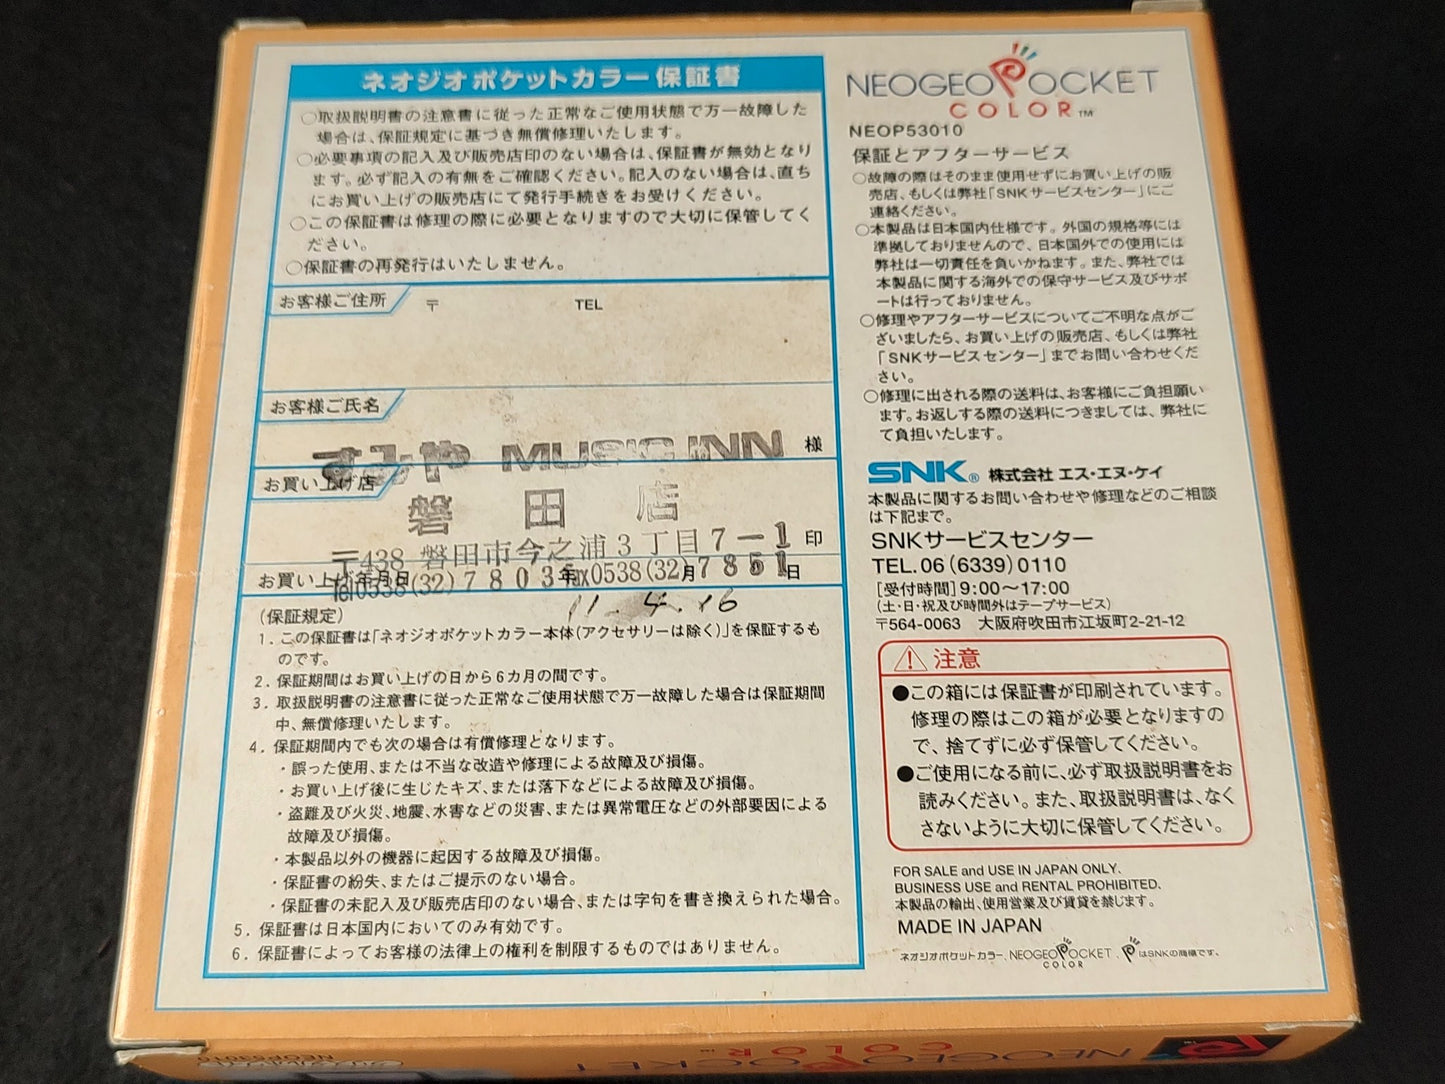 ネオジオポケットカラー保証書
○取扱説明書の注意書に従った正常なご使用状態で万一故障した
場合は、保証規定に基づき無償修理いたします。
○必要事項の記入及び販売店印のない場合は、保証書が無効となり
ます。必ず記入の有無をご確認ください。記入のない場合は、直ち
にお買い上げの販売店にて発行手続きをお受けください。
○この保証書は修理の際に必要となりますので大切に保管してく
ださい。
○保証書の再発行はいたしません。
お客様ご住所 〒 TEL
お客様ご氏名
すみや MUSIC INN 様
お買い上げ店
磐田店
〒438 磐田市今之浦3丁目7-1 印
お買い上げ年月日 年 月 日
Tel0538(32)7803 fax0538(32)7851
11.4.16
(保証規定)
1. この保証書は「ネオジオポケットカラー本体(アクセサリーは除く)」を保証するも
のです。
2. 保証期間はお買い上げの日から6カ月の間です。
3. 取扱説明書の注意書に従った正常なご使用状態で万一故障した場合は保証期間
中、無償修理いたします。
4. 保証期間内でも次の場合は有償修理となります。
・誤った使用、または不当な改造や修理による故障及び損傷。
・お買い上げ後に生じたキズ、または落下などによる故障及び損傷。
・盗難及び火災、地震、水害などの災害、または異常電圧などの外部要因による
故障及び損傷。
・本製品以外の機器に起因する故障及び損傷。
・保証書の紛失、またはご提示のない場合。
・保証書の未記入及び販売店印のない場合、または字句を書き換えられた場合。
5. 保証書は日本国内においてのみ有効です。
6. 保証書によってお客様の法律上の権利を制限するものではありません。
NEOGEO POCKET
COLOR™
NEOP53010
保証とアフターサービス
○故障の際はそのまま使用せずにお買い上げの販
売店、もしくは弊社「SNKサービスセンター」にご
連絡ください。
○本製品は日本国内仕様です。外国の規格等には
準拠しておりませんので、日本国外での使用には
弊社は一切責任を負いかねます。また、弊社では
本製品に関する海外での保守サービス及びサポ
ートは行っておりません。
○修理やアフターサービスについてご不明な点がご
ざいましたら、お買い上げの販売店、もしくは弊社
「SNKサービスセンター」までお問い合わせくだ
さい。
○修理に出される際の送料は、お客様にご負担願い
ます。お返しする際の送料につきましては、弊社に
て負担いたします。
SNK® 株式会社 エス・エヌ・ケイ
本製品に関するお問い合わせや修理などのご相談
は下記まで。
SNKサービスセンター
TEL.06(6339)0110
[受付時間]9:00〜17:00
(土・日・祝及び時間外はテープサービス)
〒564-0063 大阪府吹田市江坂町2-21-12
注意
●この箱には保証書が印刷されています。
修理の際はこの箱が必要となりますの
で、捨てずに必ず保管してください。
●ご使用になる前に、必ず取扱説明書をお
読みください。また、取扱説明書は、なく
さないように大切に保管してください。
FOR SALE and USE IN JAPAN ONLY.
BUSINESS USE and RENTAL PROHIBITED.
本製品の輸出、使用営業及び賃貸を禁じます。
MADE IN JAPAN
ネオジオポケットカラー、NEOGEO POCKET COLOR、PはSNKの商標です。
NEOP53010
NEOGEO POCKET
COLOR™